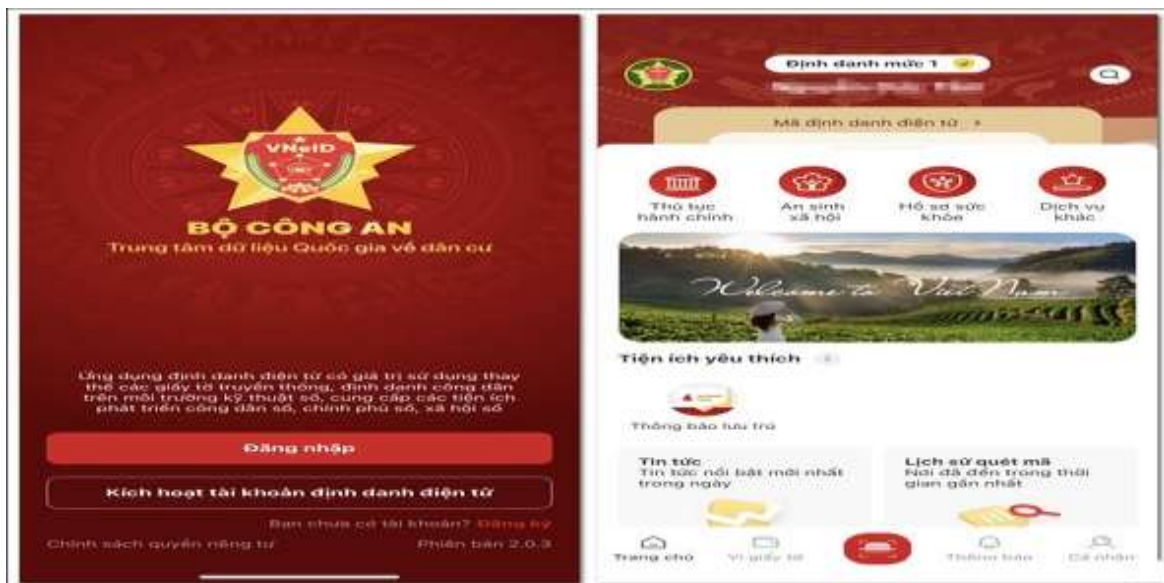 VNeID
BỘ CÔNG AN
Trung tâm dữ liệu Quốc gia về dân cư
Ứng dụng định danh điện tử có giá trị sử dụng thay
thế các giấy tờ truyền thống, định danh công dân
trên môi trường kỹ thuật số, cung cấp các tiện ích
phát triển công dân số, chính phủ số, xã hội số
Đăng nhập
Kích hoạt tài khoản định danh điện tử
Bạn chưa có tài khoản? Đăng ký
Chính sách quyền riêng tư
Phiên bản 2.0.3
Định danh mức 1
Mã định danh điện tử
Thủ tục
hành chính
An sinh
xã hội
Hồ sơ sức
khỏe
Dịch vụ
khác
Welcome to Viet Nam
Tiện ích yêu thích
Thông báo lưu trú
Tin tức
Tin tức nổi bật mới nhất
trong ngày
Lịch sử quét mã
Nơi đã đến trong thời
gian gần nhất
Trang chủ
Ví giấy tờ
Thông báo
Cá nhân